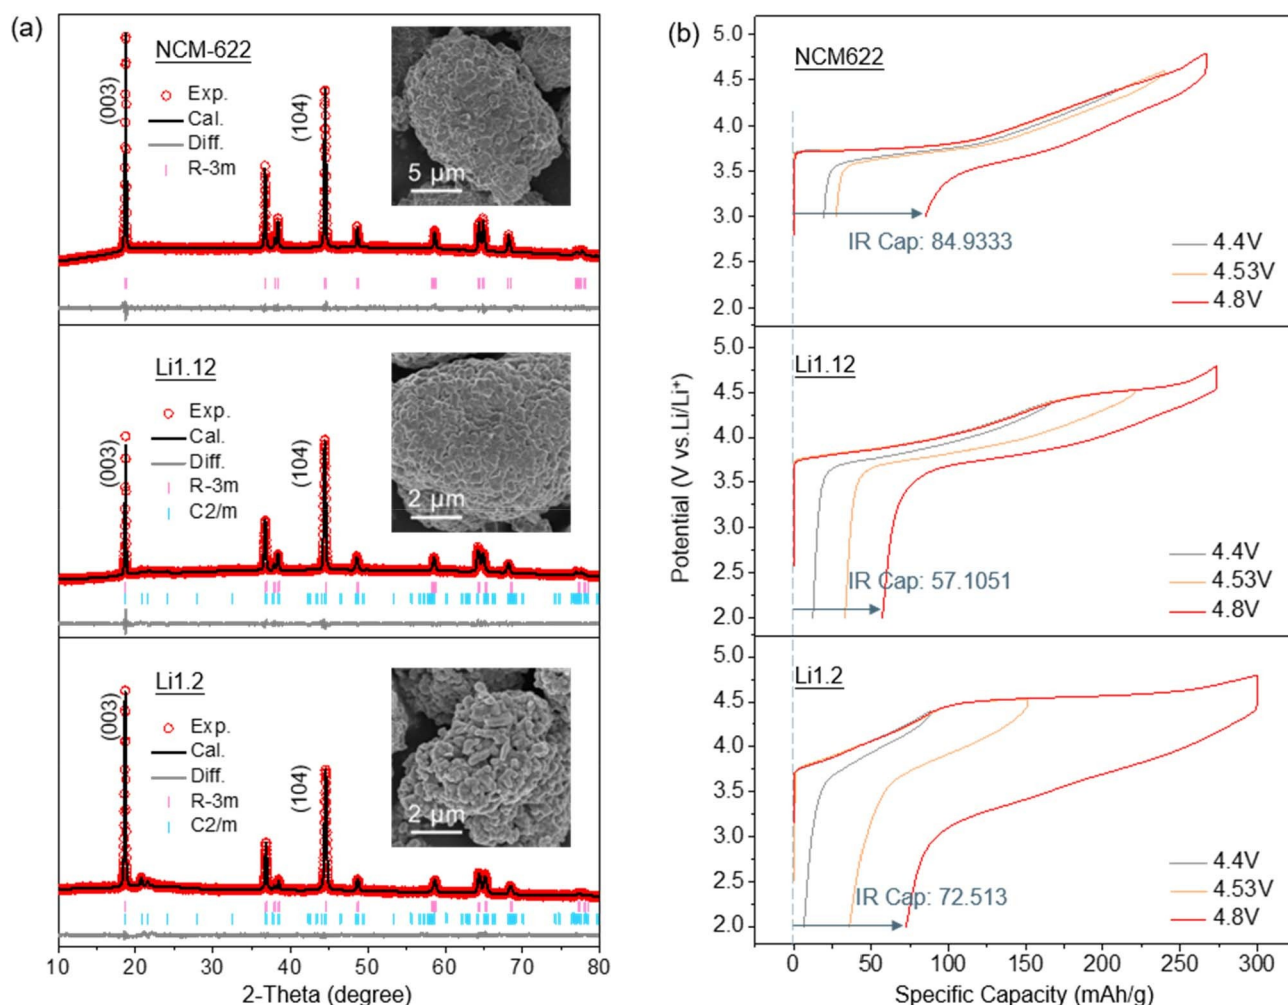 (a)
NCM-622
Exp.
Cal.
Diff.
R-3m
(003)
(104)
5 μm
Li1.12
Exp.
Cal.
Diff.
R-3m
C2/m
(003)
(104)
2 μm
Li1.2
Exp.
Cal.
Diff.
R-3m
C2/m
(003)
(104)
2 μm
10 20 30 40 50 60 70 80
2-Theta (degree)
(b)
Potential (V vs.Li/Li⁺)
5.0
4.5
4.0
3.5
3.0
2.5
2.0
NCM622
IR Cap: 84.9333
4.4V
4.53V
4.8V
5.0
4.5
4.0
3.5
3.0
2.5
2.0
Li1.12
IR Cap: 57.1051
4.4V
4.53V
4.8V
5.0
4.5
4.0
3.5
3.0
2.5
2.0
Li1.2
IR Cap: 72.513
4.4V
4.53V
4.8V
0 50 100 150 200 250 300
Specific Capacity (mAh/g)